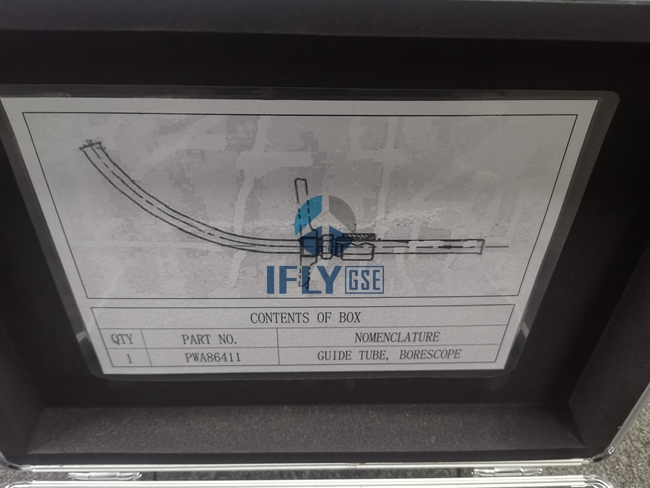 IFLY GSE
CONTENTS OF BOX
QTY PART NO. NOMENCLATURE
1 PWA86411 GUIDE TUBE, BORESCOPE